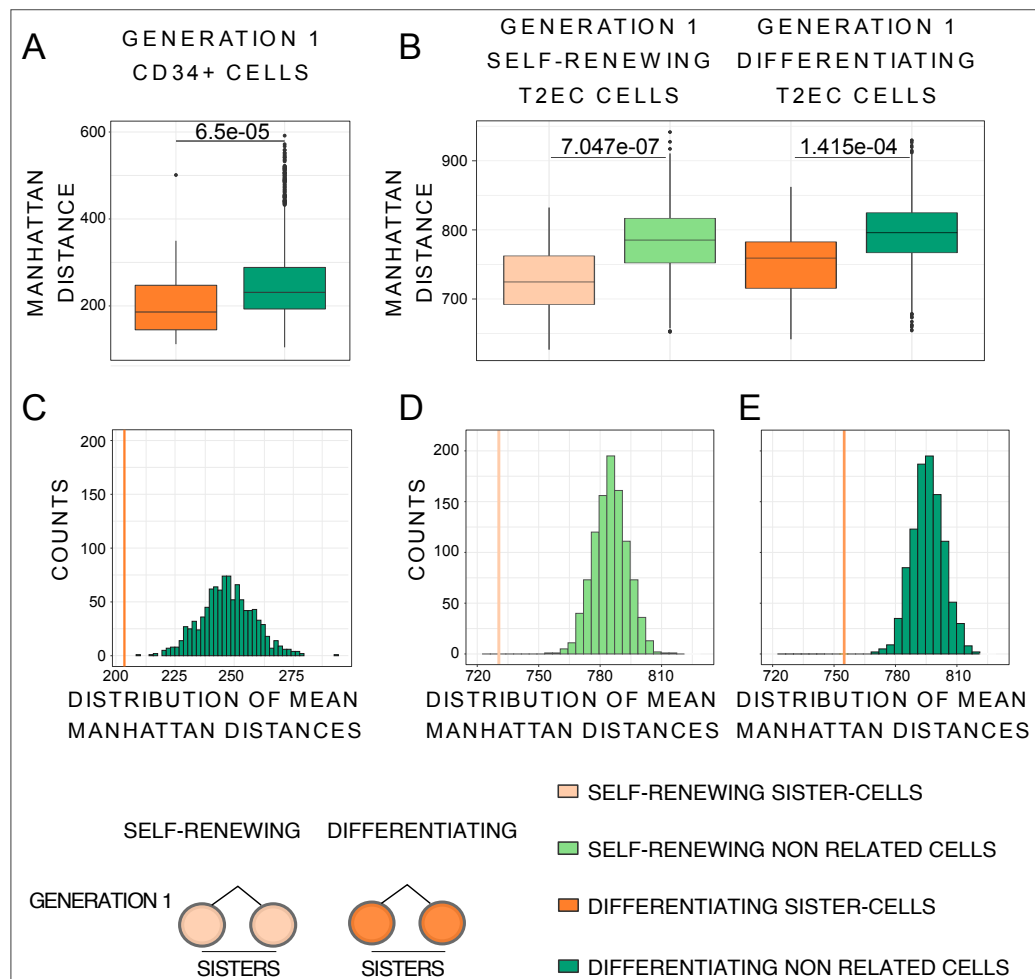 A
GENERATION 1
CD34+ CELLS
B
GENERATION 1
SELF-RENEWING
T2EC CELLS
GENERATION 1
DIFFERENTIATING
T2EC CELLS
MANHATTAN
DISTANCE
600
400
200
6.5e-05
MANHATTAN
DISTANCE
900
800
700
7.047e-07
1.415e-04
C
COUNTS
200
150
100
50
0
200
225
250
275
DISTRIBUTION OF MEAN
MANHATTAN DISTANCES
D
COUNTS
200
150
100
50
0
720
750
780
810
DISTRIBUTION OF MEAN
MANHATTAN DISTANCES
E
200
150
100
50
0
720
750
780
810
DISTRIBUTION OF MEAN
MANHATTAN DISTANCES
SELF-RENEWING
DIFFERENTIATING
GENERATION 1
SISTERS
SISTERS
SELF-RENEWING SISTER-CELLS
SELF-RENEWING NON RELATED CELLS
DIFFERENTIATING SISTER-CELLS
DIFFERENTIATING NON RELATED CELLS